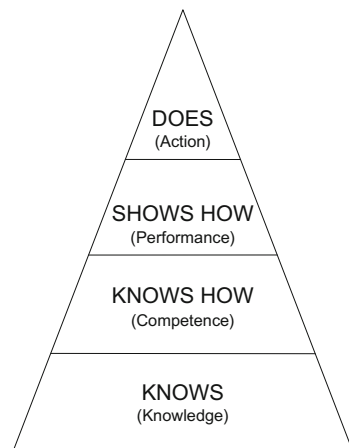 DOES
(Action)
SHOWS HOW
(Performance)
KNOWS HOW
(Competence)
KNOWS
(Knowledge)